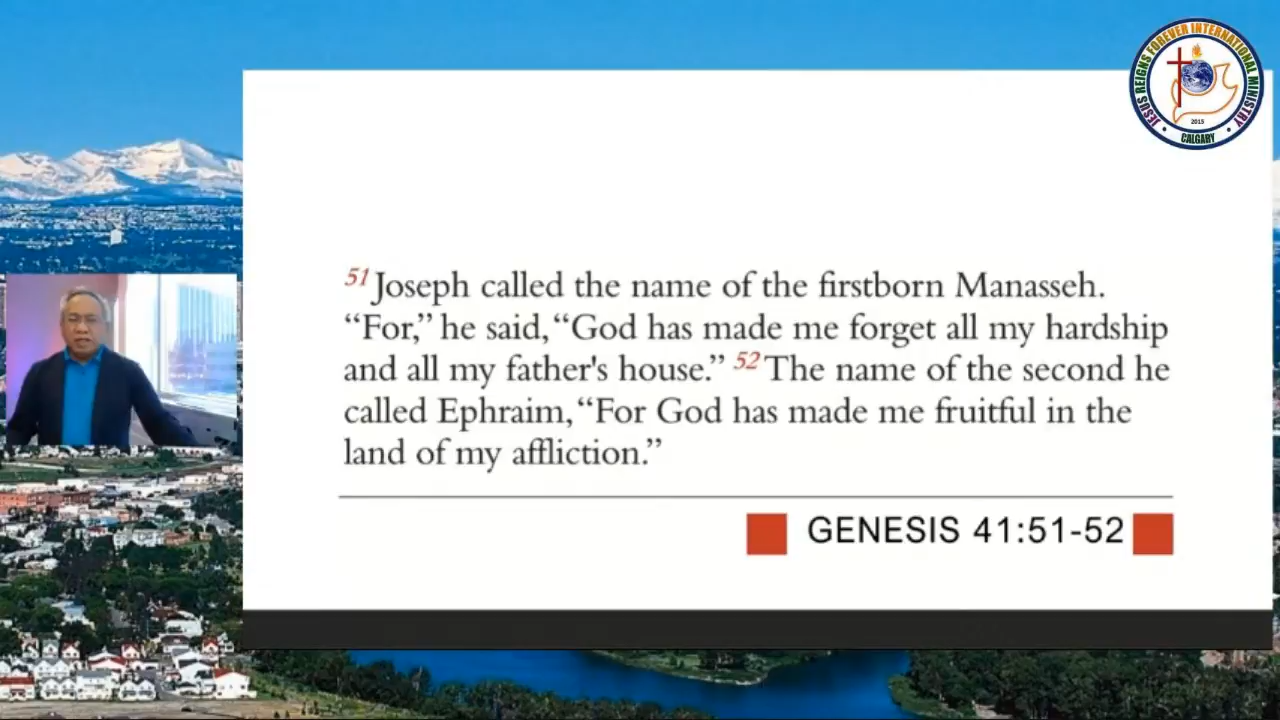 JESUS REIGNS FOREVER INTERNATIONAL MINISTRY
2015
CALGARY
51 Joseph called the name of the firstborn Manasseh.
“For,” he said, “God has made me forget all my hardship
and all my father's house.” 52 The name of the second he
called Ephraim, “For God has made me fruitful in the
land of my affliction.”
GENESIS 41:51-52